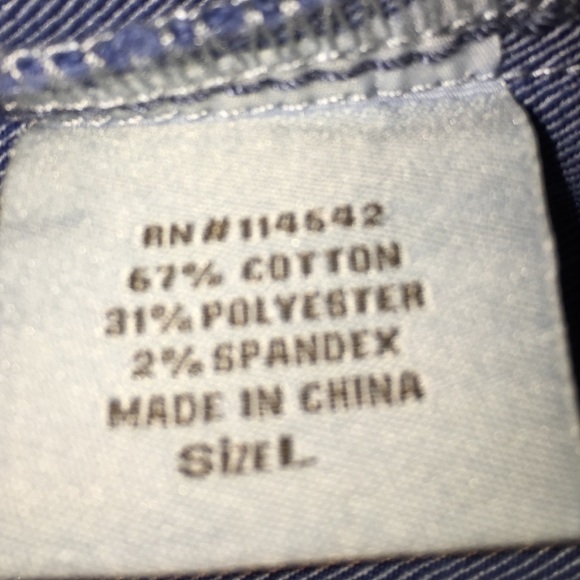 RN#114642
67% COTTON
31% POLYESTER
2% SPANDEX
MADE IN CHINA
SizE L